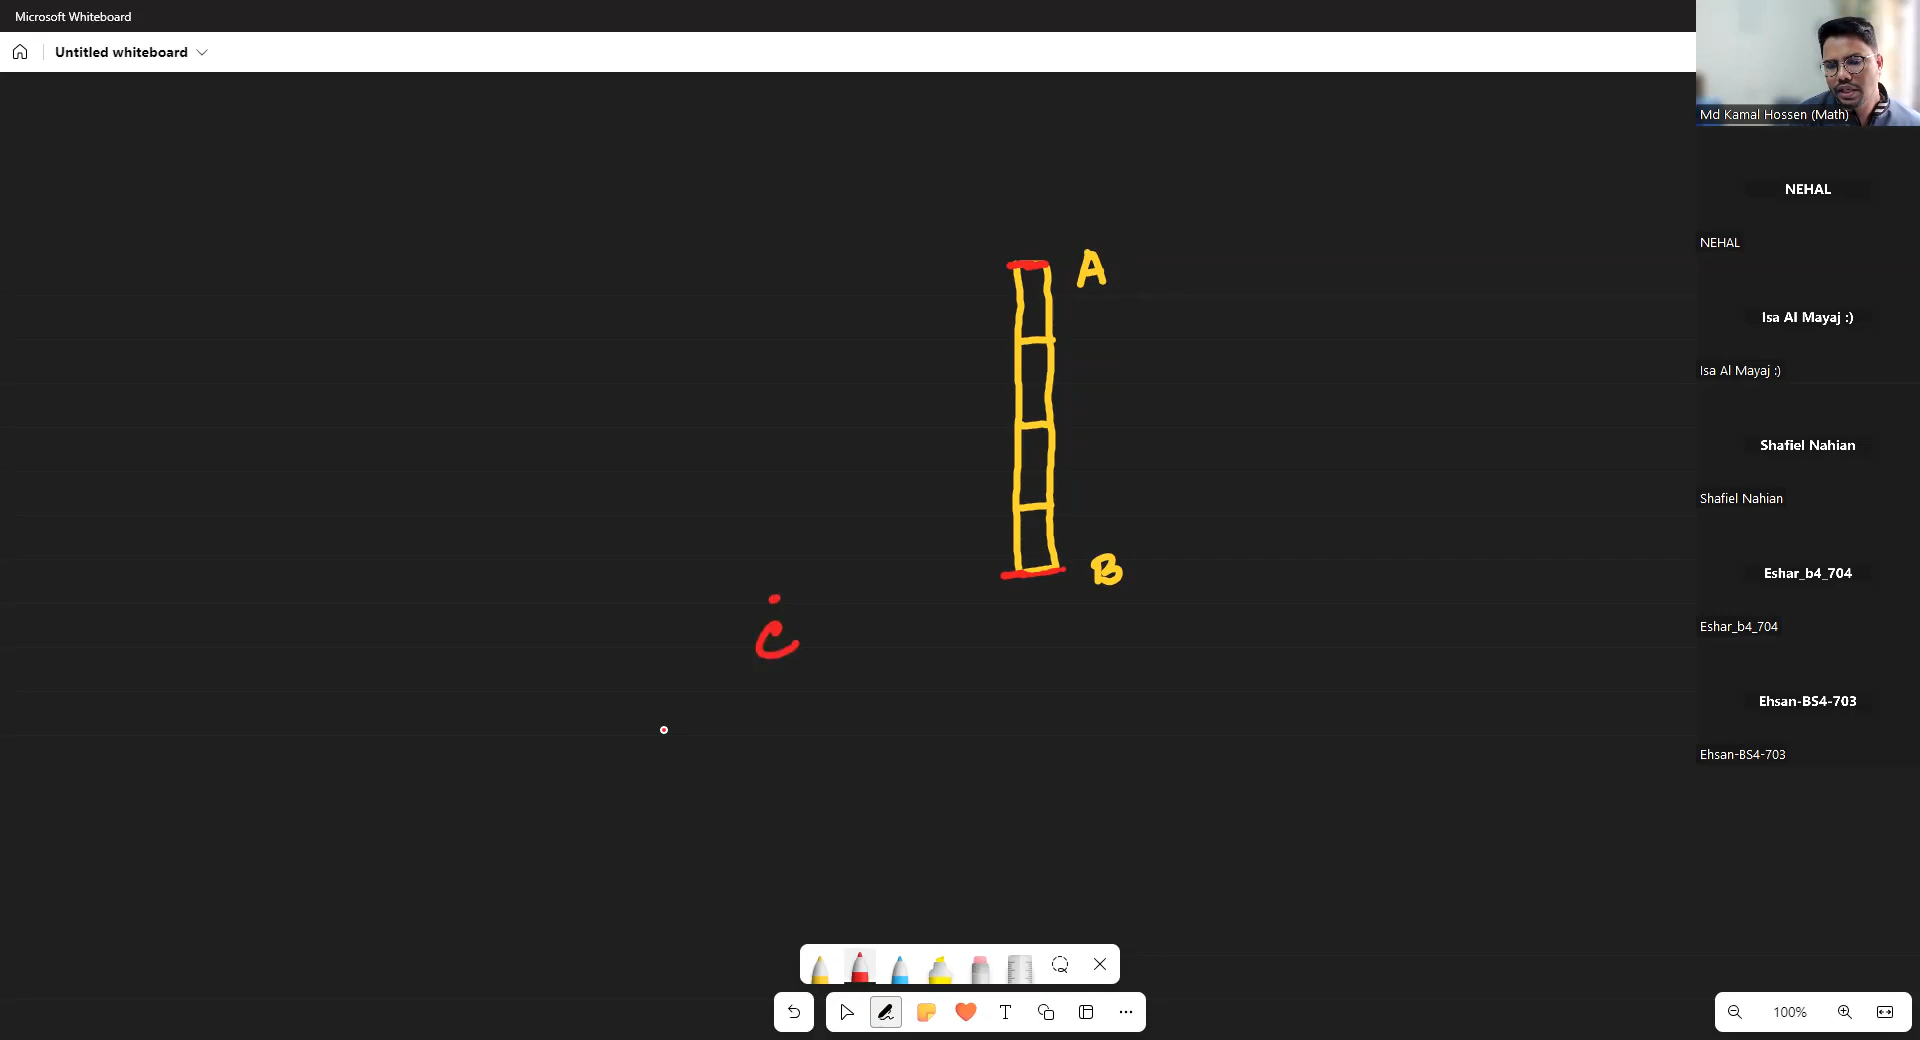 Microsoft Whiteboard
Untitled whiteboard
Md Kamal Hossen (Math)
NEHAL
NEHAL
Isa Al Mayaj :)
Isa Al Mayaj :)
Shafiel Nahian
Shafiel Nahian
Eshar_b4_704
Eshar_b4_704
Ehsan-BS4-703
Ehsan-BS4-703
A
B
C
T
100%